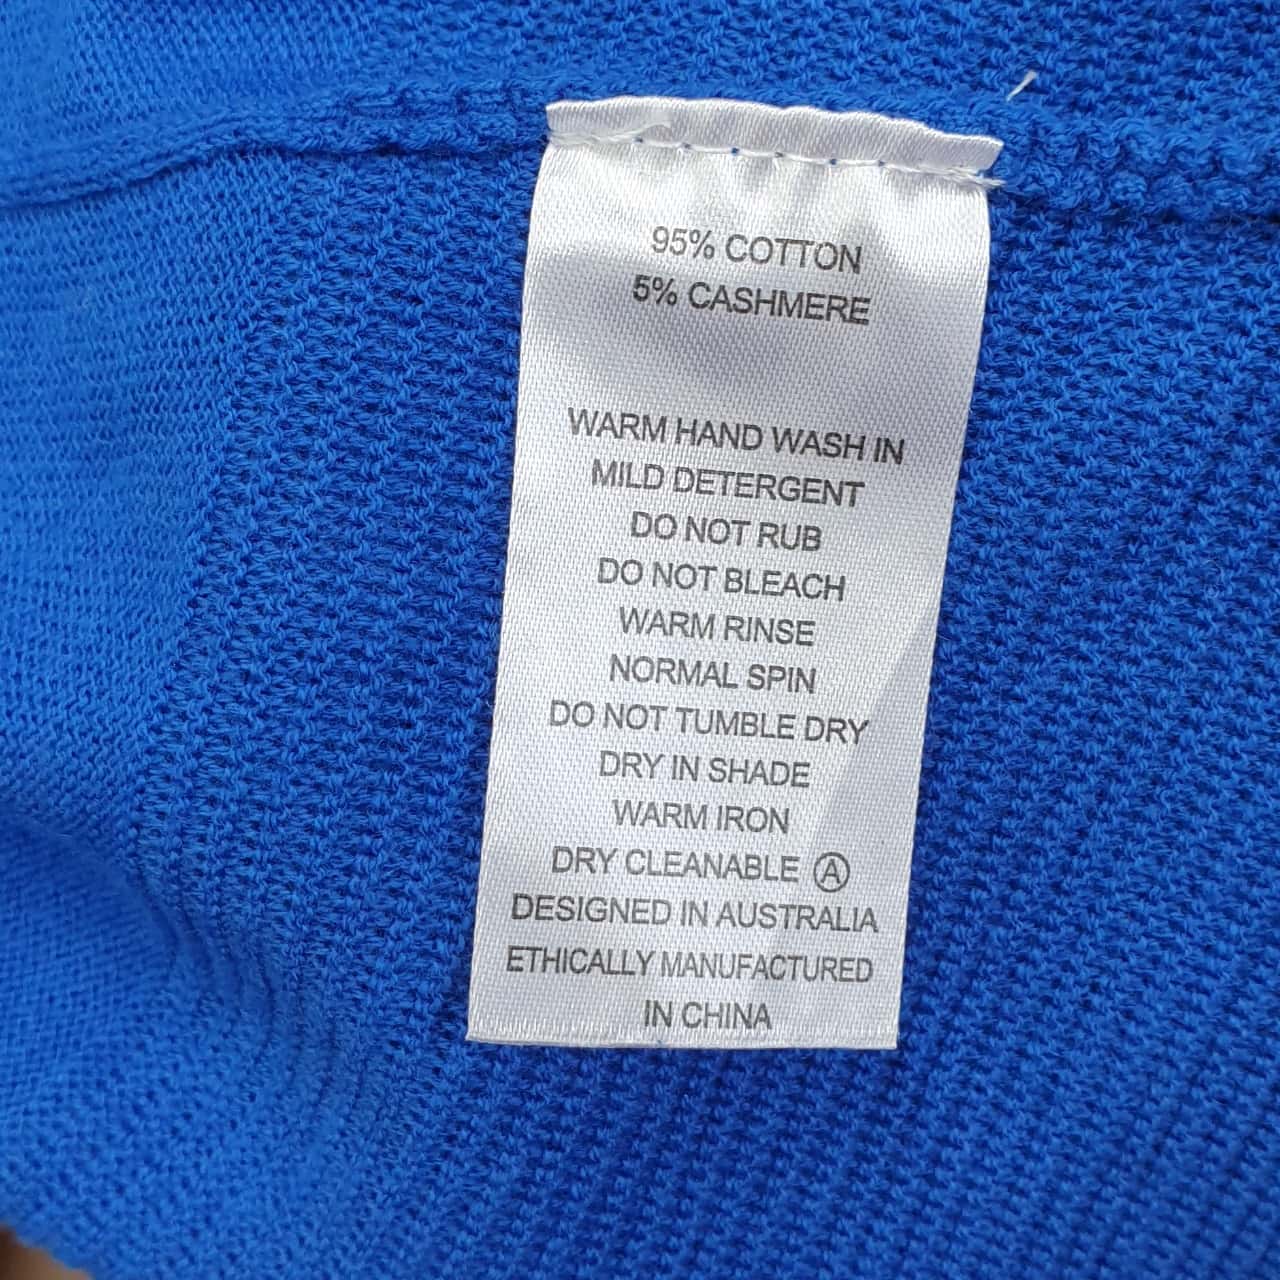 95% COTTON
5% CASHMERE
WARM HAND WASH IN
MILD DETERGENT
DO NOT RUB
DO NOT BLEACH
WARM RINSE
NORMAL SPIN
DO NOT TUMBLE DRY
DRY IN SHADE
WARM IRON
DRY CLEANABLE Ⓐ
DESIGNED IN AUSTRALIA
ETHICALLY MANUFACTURED
IN CHINA